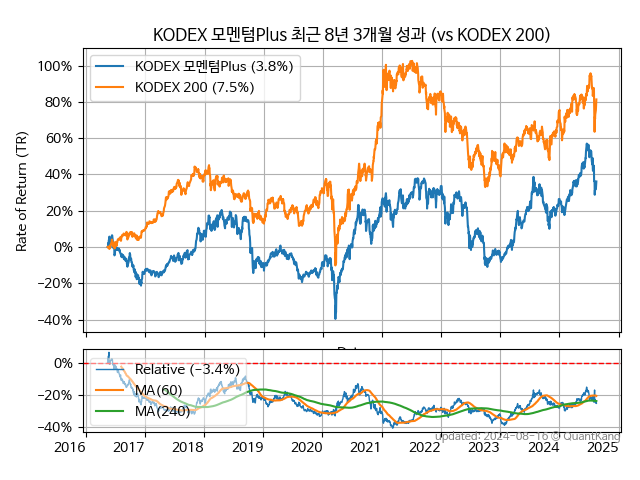 KODEX 모멘텀Plus 최근 8년 3개월 성과 (vs KODEX 200)
KODEX 모멘텀Plus (3.8%)
KODEX 200 (7.5%)
Rate of Return (TR)
100%
80%
60%
40%
20%
0%
−20%
−40%
Relative (−3.4%)
MA(60)
MA(240)
0%
−20%
−40%
2016 2017 2018 2019 2020 2021 2022 2023 2024 2025
Updated: 2024-08-16 © QuantKang